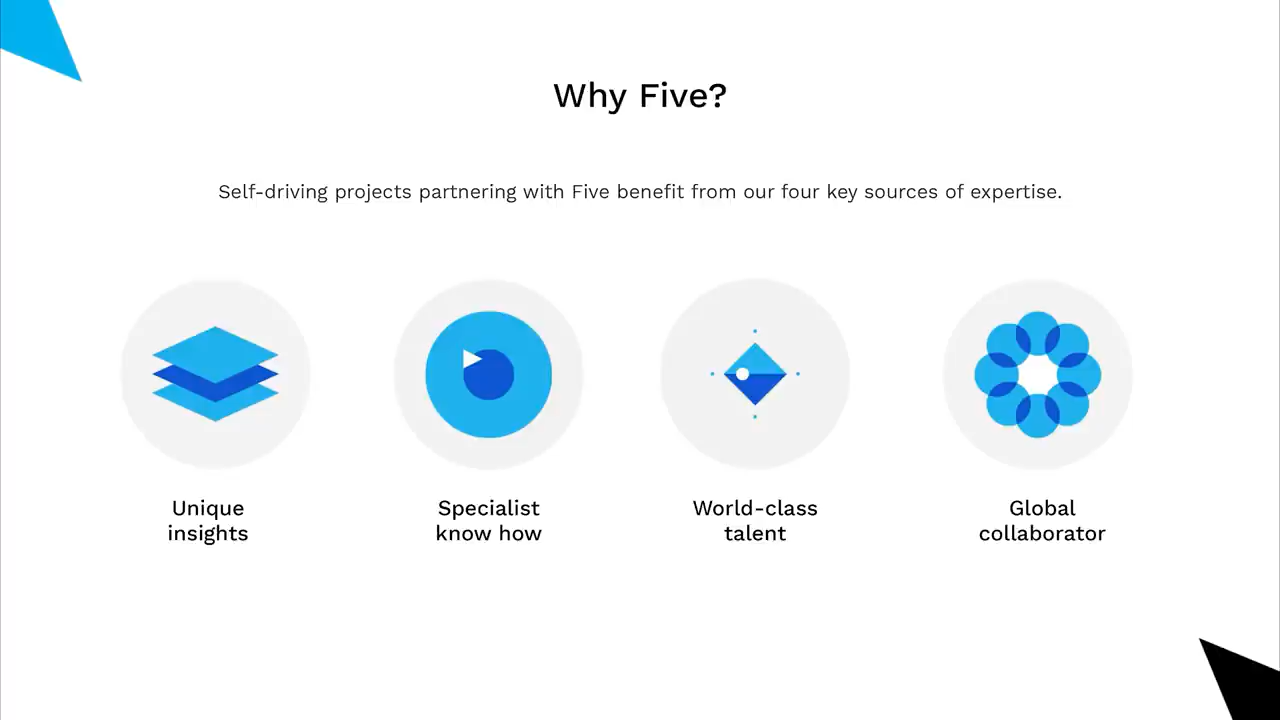 Why Five?
Self-driving projects partnering with Five benefit from our four key sources of expertise.
Unique
insights
Specialist
know how
World-class
talent
Global
collaborator